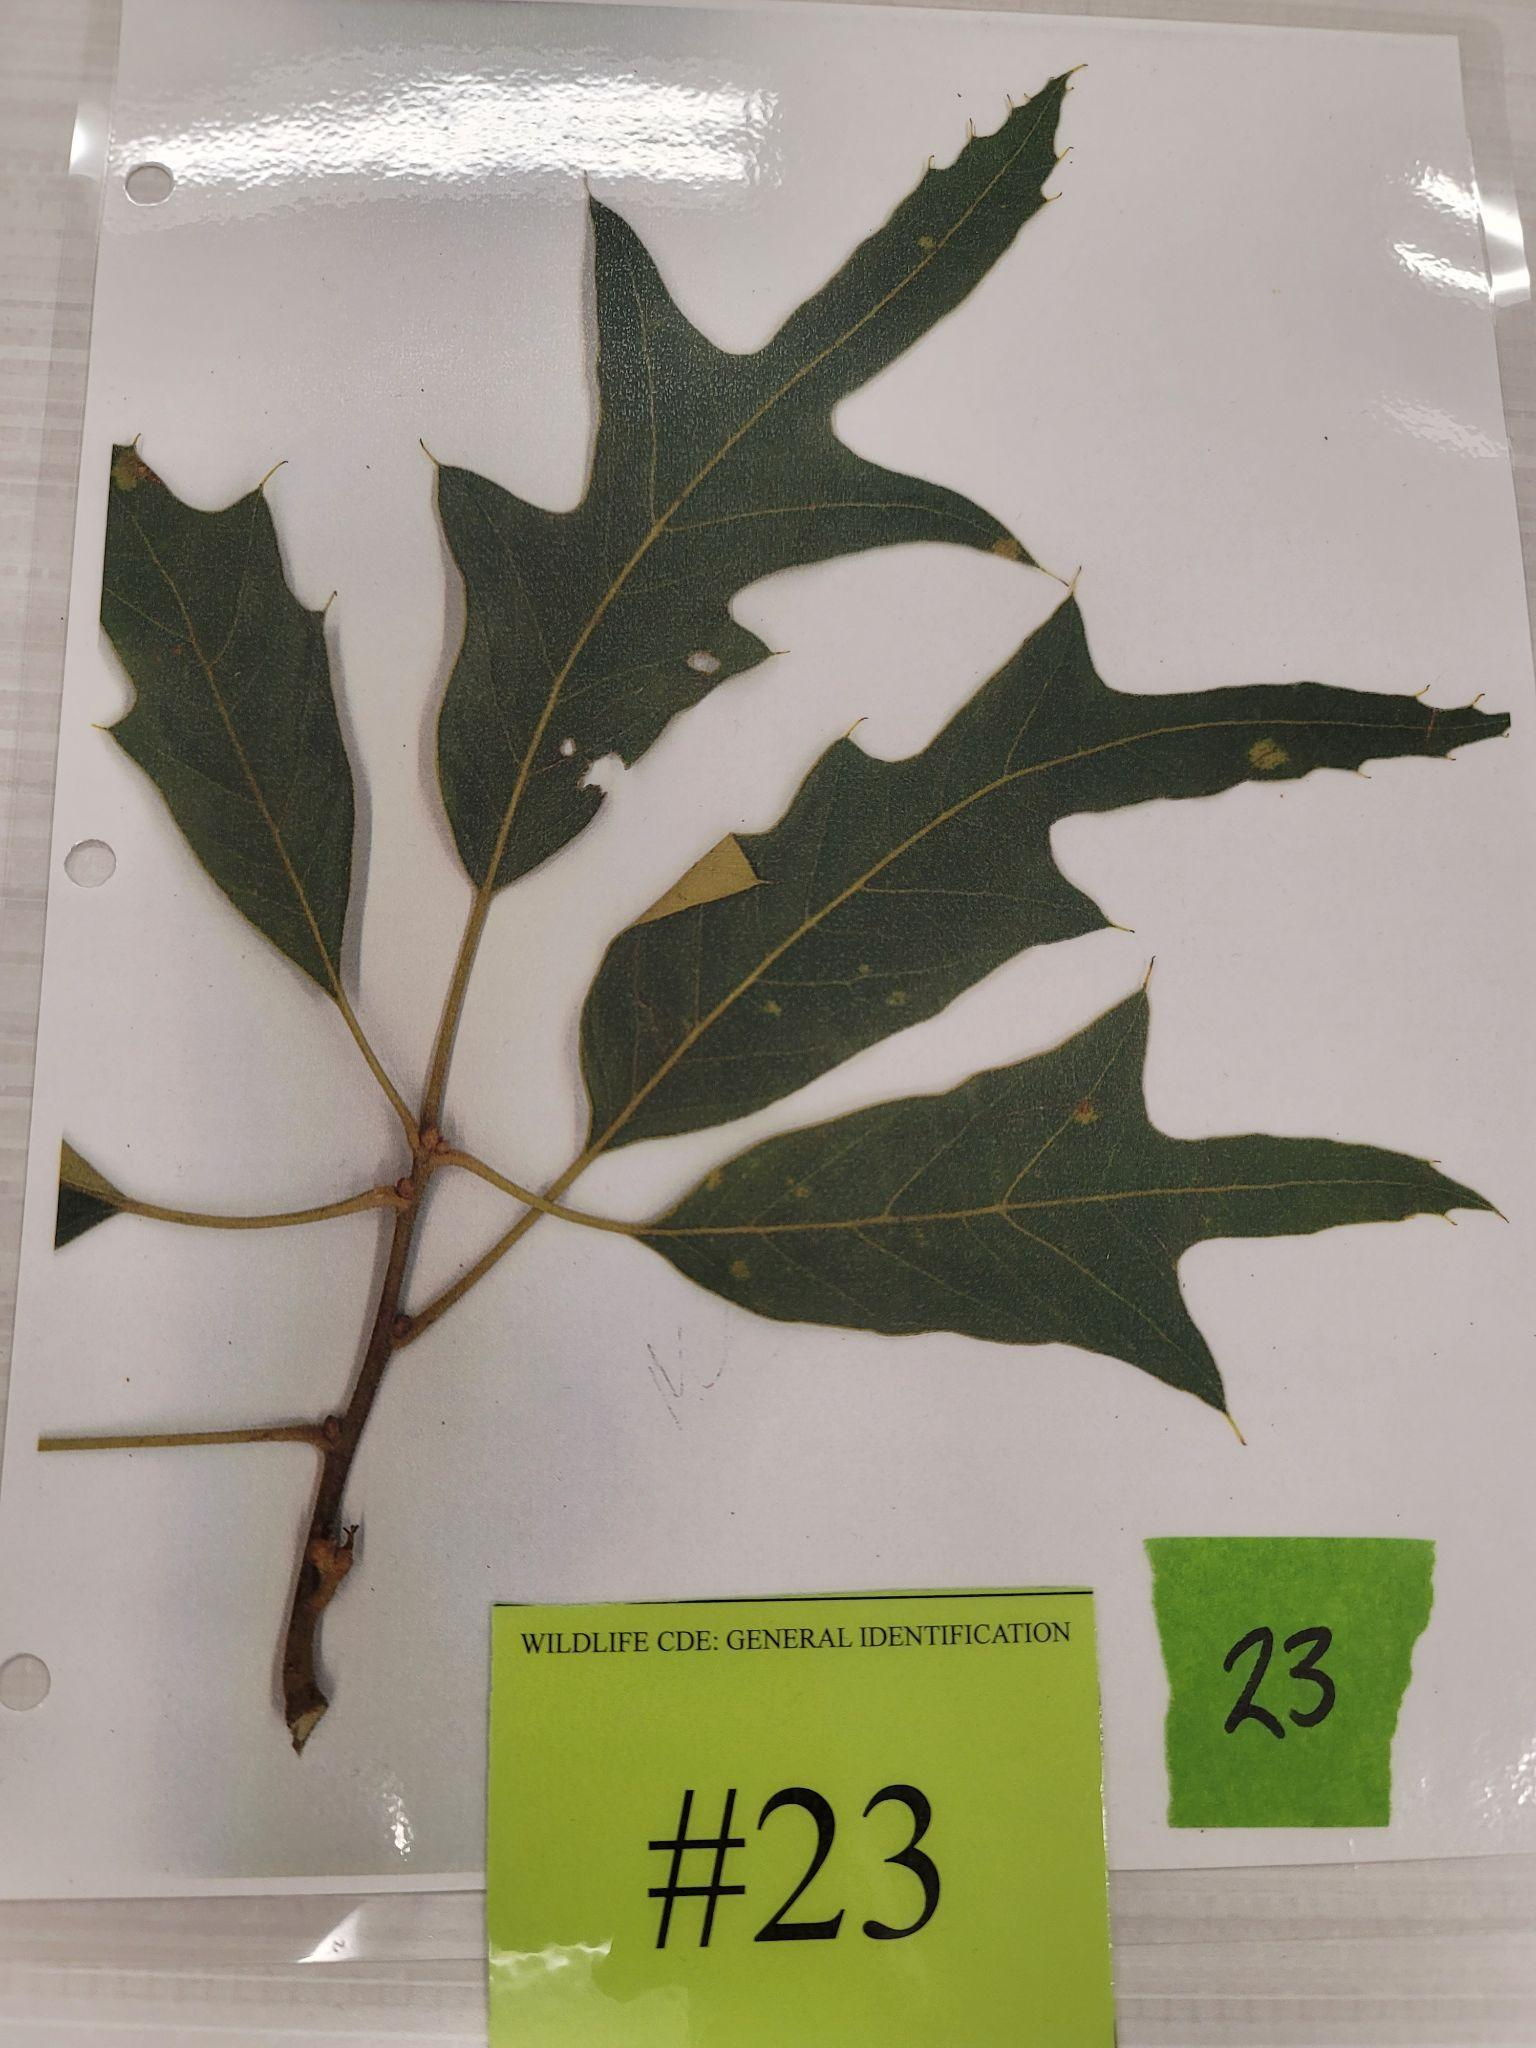 WILDLIFE CDE: GENERAL IDENTIFICATION
#23
23